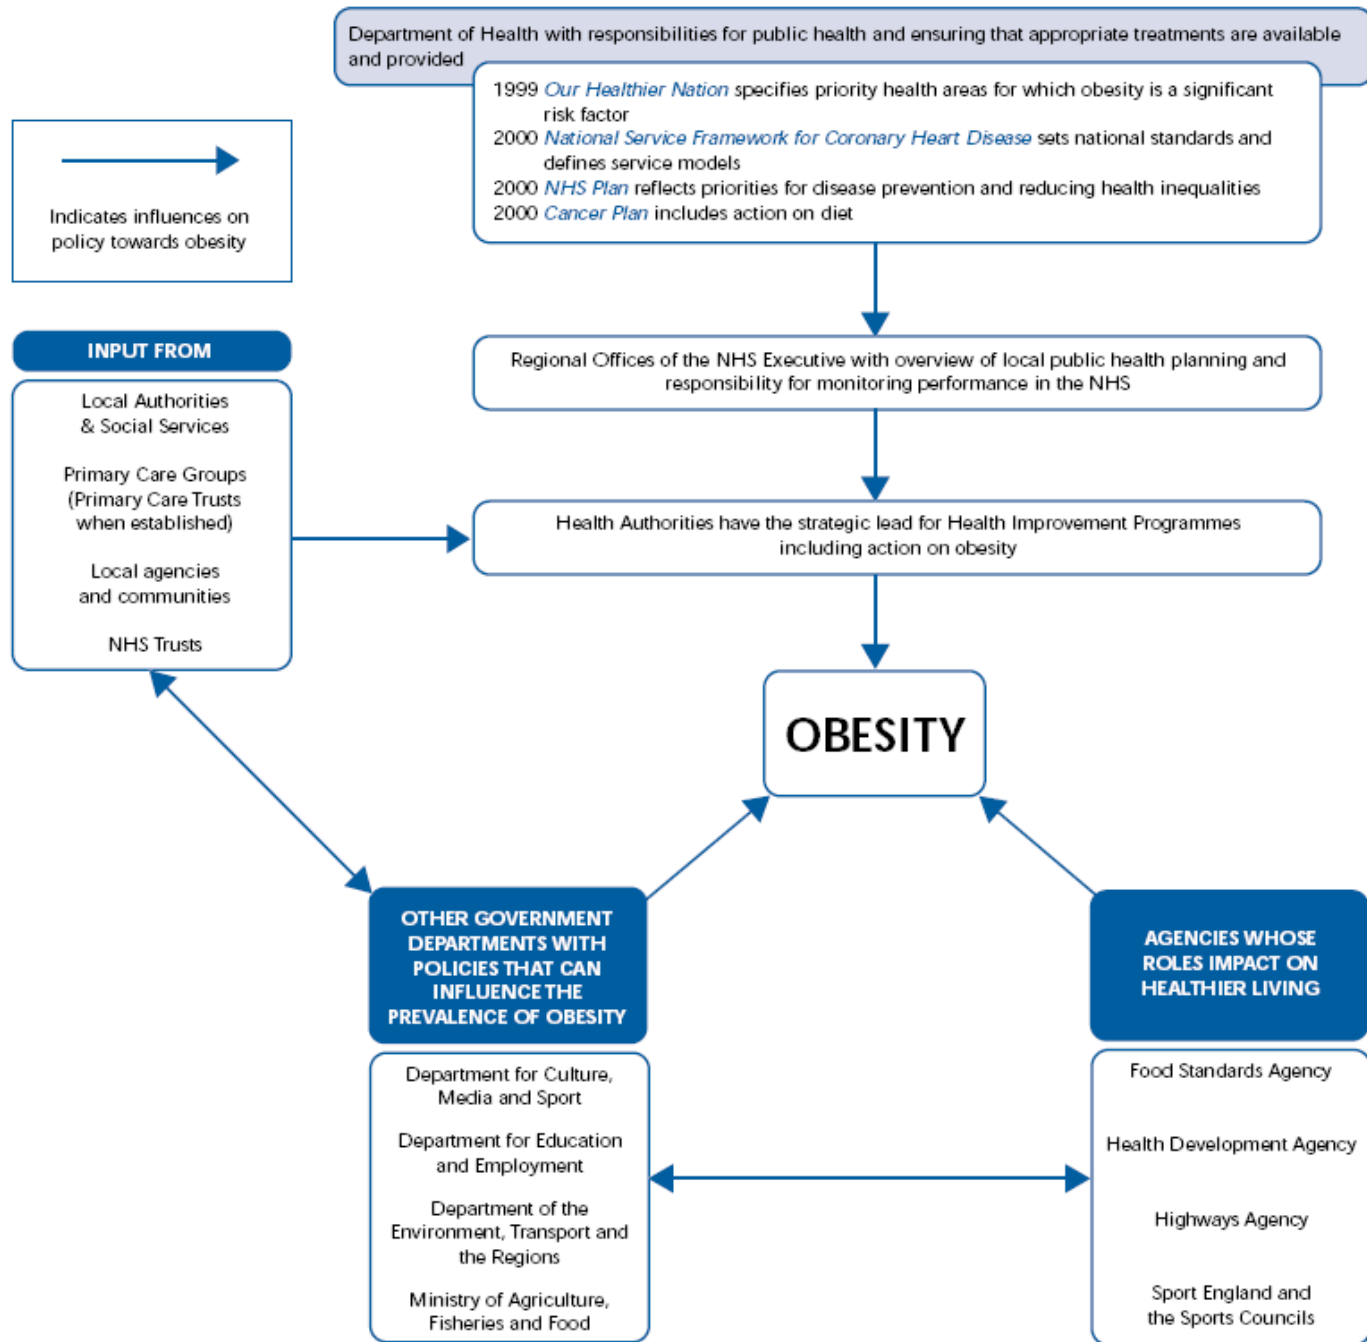 Department of Health with responsibilities for public health and ensuring that appropriate treatments are available
and provided
1999 Our Healthier Nation specifies priority health areas for which obesity is a significant
risk factor
2000 National Service Framework for Coronary Heart Disease sets national standards and
defines service models
2000 NHS Plan reflects priorities for disease prevention and reducing health inequalities
2000 Cancer Plan includes action on diet
Indicates influences on
policy towards obesity
INPUT FROM
Local Authorities
& Social Services
Primary Care Groups
(Primary Care Trusts
when established)
Local agencies
and communities
NHS Trusts
Regional Offices of the NHS Executive with overview of local public health planning and
responsibility for monitoring performance in the NHS
Health Authorities have the strategic lead for Health Improvement Programmes
including action on obesity
OBESITY
OTHER GOVERNMENT
DEPARTMENTS WITH
POLICIES THAT CAN
INFLUENCE THE
PREVALENCE OF OBESITY
Department for Culture,
Media and Sport
Department for Education
and Employment
Department of the
Environment, Transport and
the Regions
Ministry of Agriculture,
Fisheries and Food
AGENCIES WHOSE
ROLES IMPACT ON
HEALTHIER LIVING
Food Standards Agency
Health Development Agency
Highways Agency
Sport England and
the Sports Councils